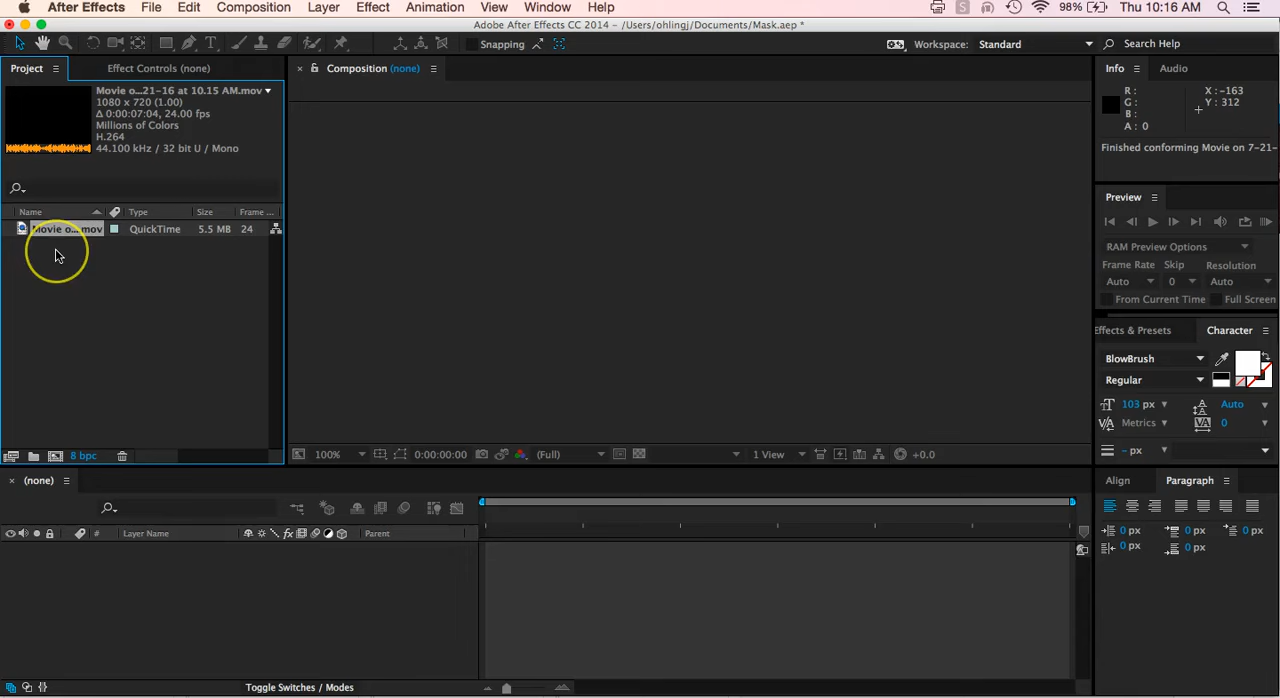 After Effects File Edit Composition Layer Effect Animation View Window Help 98% Thu 10:16 AM
Adobe After Effects CC 2014 – /Users/ohlingj/Documents/Mask.aep *
Snapping Workspace: Standard Search Help
Project Effect Controls (none)
Composition (none)
Info Audio
Movie o...21-16 at 10.15 AM.mov
1080 x 720 (1.00)
Δ 0:00:07:04, 24.00 fps
Millions of Colors
H.264
44.100 kHz / 32 bit U / Mono
R:
G:
B:
A: 0
X: -163
Y: 312
Finished conforming Movie on 7-21-
Preview
Name Type Size Frame ...
Movie o....mov QuickTime 5.5 MB 24
RAM Preview Options
Frame Rate Skip Resolution
Auto 0 Auto
From Current Time Full Screen
Effects & Presets Character
BlowBrush
Regular
103 px Auto
Metrics 0
- px
8 bpc
100% 0:00:00:00 (Full) 1 View +0.0
(none)
Align Paragraph
# Layer Name fx Parent
0 px 0 px 0 px
0 px 0 px
Toggle Switches / Modes